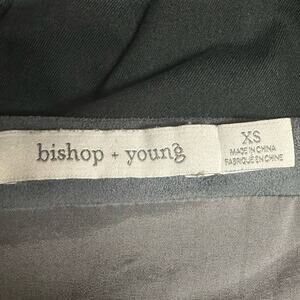 bishop + young
XS
MADE IN CHINA
FABRIQUÉ EN CHINE